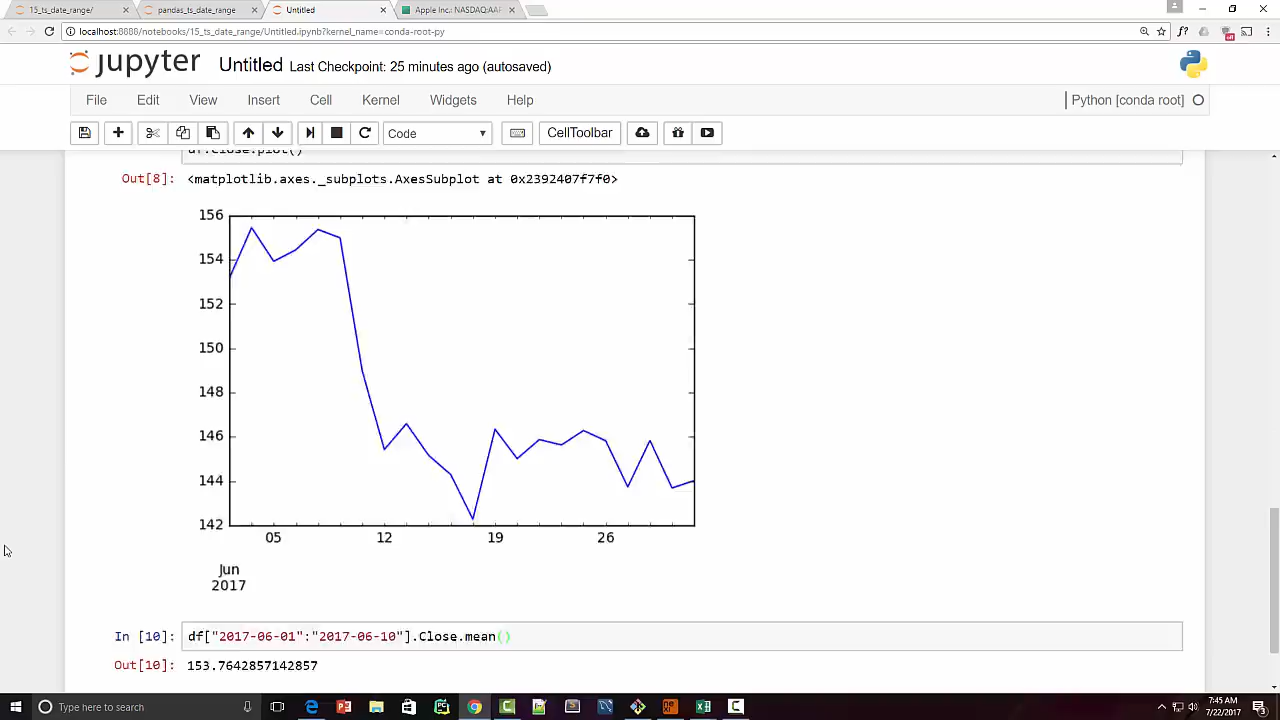 15_ts_date_range/
pandas_ts_date_range
Untitled
Apple Inc.: NASDAQ:AAP
localhost:8888/notebooks/15_ts_date_range/Untitled.ipynb?kernel_name=conda-root-py
jupyter Untitled Last Checkpoint: 25 minutes ago (autosaved)
File Edit View Insert Cell Kernel Widgets Help
Python [conda root]
Code
CellToolbar
df.Close.plot()
Out[8]: <matplotlib.axes._subplots.AxesSubplot at 0x2392407f7f0>
156
154
152
150
148
146
144
142
05 12 19 26
Jun
2017
In [10]: df["2017-06-01":"2017-06-10"].Close.mean()
Out[10]: 153.7642857142857
Type here to search
7:45 AM
7/22/2017